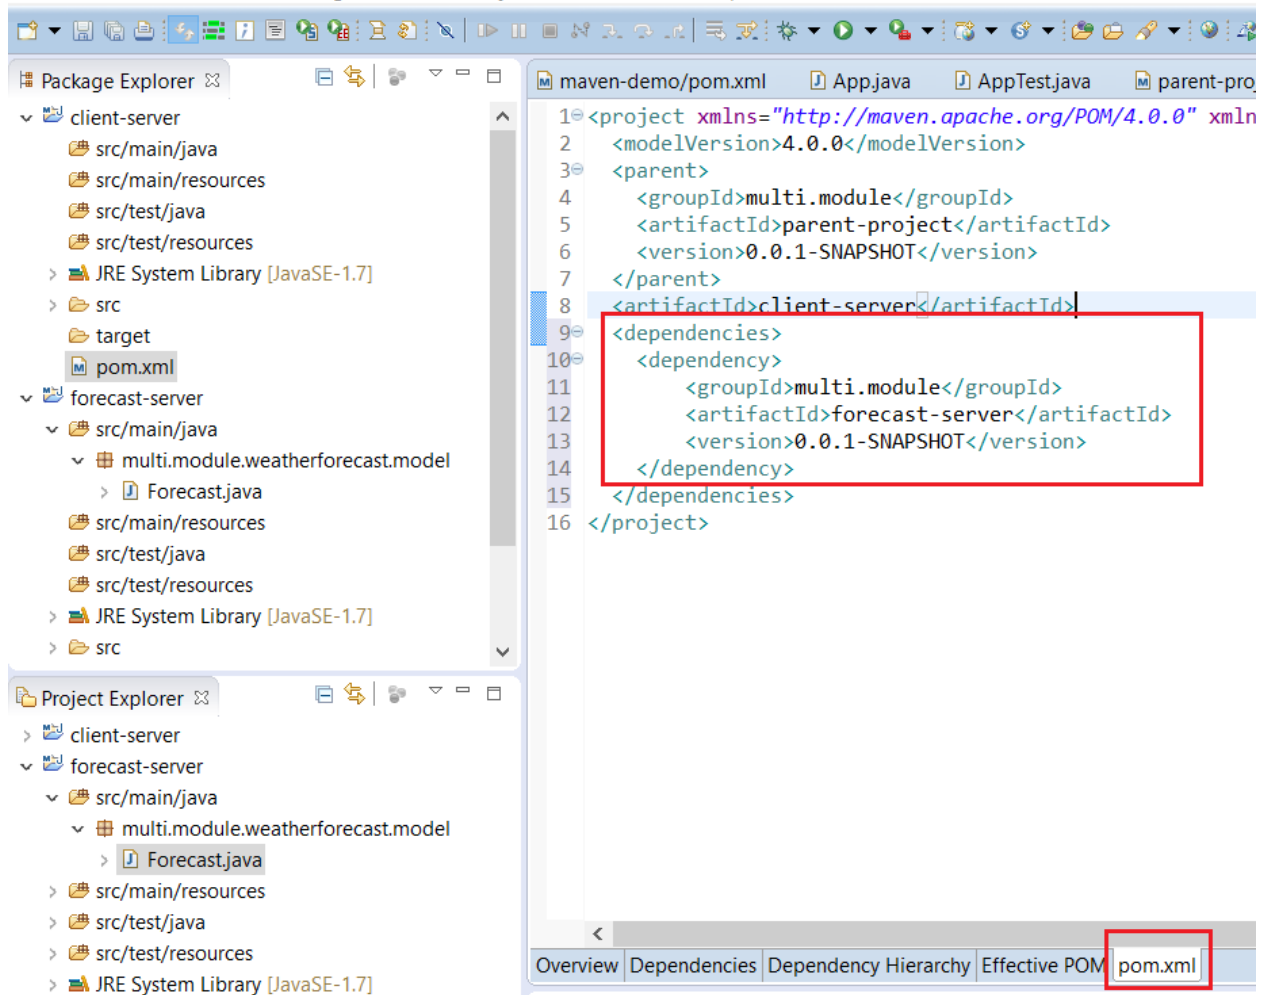 Package Explorer
client-server
src/main/java
src/main/resources
src/test/java
src/test/resources
JRE System Library [JavaSE-1.7]
src
target
pom.xml
forecast-server
src/main/java
multi.module.weatherforecast.model
Forecast.java
src/main/resources
src/test/java
src/test/resources
JRE System Library [JavaSE-1.7]
src
Project Explorer
client-server
forecast-server
src/main/java
multi.module.weatherforecast.model
Forecast.java
src/main/resources
src/test/java
src/test/resources
JRE System Library [JavaSE-1.7]
maven-demo/pom.xml App.java AppTest.java parent-proj
1 <project xmlns="http://maven.apache.org/POM/4.0.0" xmln
2 <modelVersion>4.0.0</modelVersion>
3 <parent>
4 <groupId>multi.module</groupId>
5 <artifactId>parent-project</artifactId>
6 <version>0.0.1-SNAPSHOT</version>
7 </parent>
8 <artifactId>client-server</artifactId>
9 <dependencies>
10 <dependency>
11 <groupId>multi.module</groupId>
12 <artifactId>forecast-server</artifactId>
13 <version>0.0.1-SNAPSHOT</version>
14 </dependency>
15 </dependencies>
16 </project>
Overview Dependencies Dependency Hierarchy Effective POM pom.xml